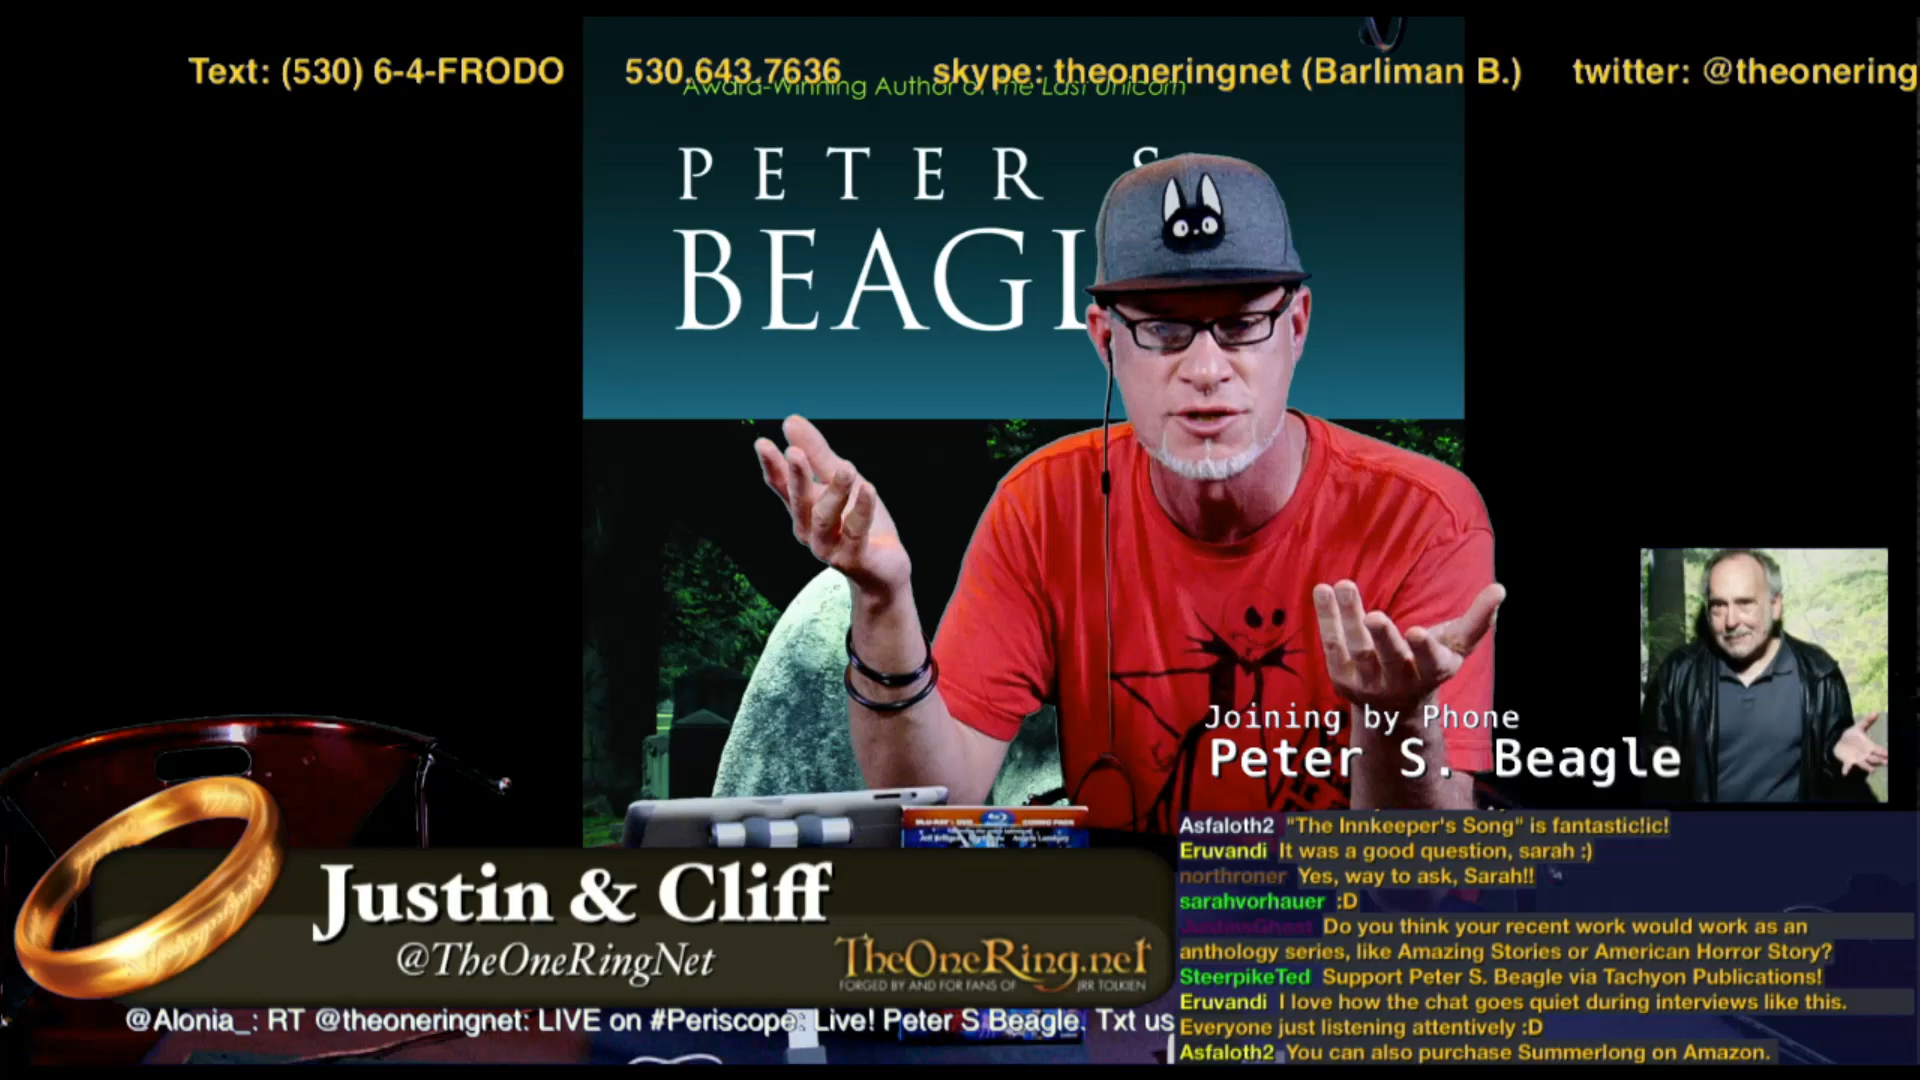 Text: (530) 6-4-FRODO 530.643.7636 skype: theoneringnet (Barliman B.) twitter: @theonering
Award-Winning Author of The Last Unicorn
PETER S
BEAGL
Joining by Phone
Peter S. Beagle
BLU-RAY + DVD COMBO PACK
Justin & Cliff
@TheOneRingNet
TheOneRing.net
FORGED BY AND FOR FANS OF JRR TOLKIEN
@Alonia_: RT @theoneringnet: LIVE on #Periscope: Live! Peter S Beagle. Txt us
Asfaloth2 "The Innkeeper's Song" is fantastic!ic!
Eruvandi It was a good question, sarah :)
northroner Yes, way to ask, Sarah!!
sarahvorhauer :D
JustinsGhost Do you think your recent work would work as an
anthology series, like Amazing Stories or American Horror Story?
SteerpikeTed Support Peter S. Beagle via Tachyon Publications!
Eruvandi I love how the chat goes quiet during interviews like this.
Everyone just listening attentively :D
Asfaloth2 You can also purchase Summerlong on Amazon.